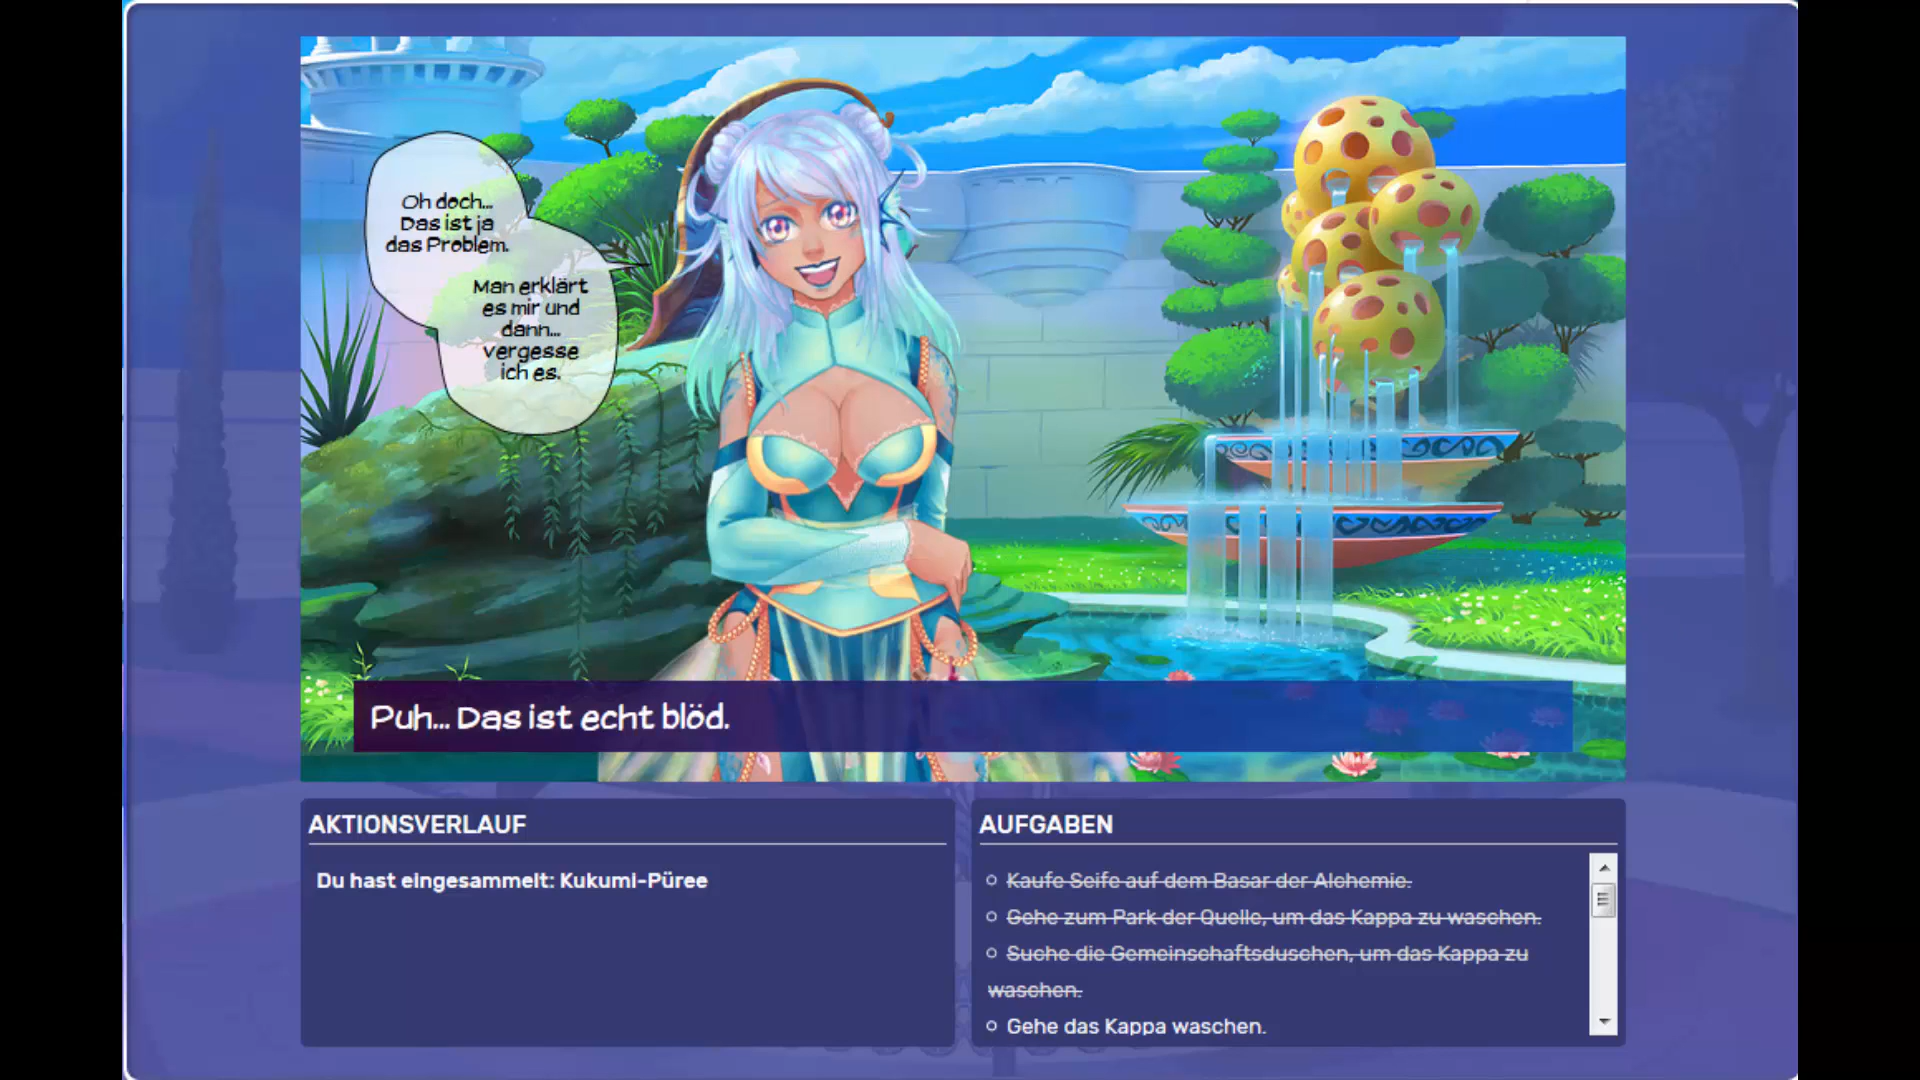 Oh doch...
Das ist ja
das Problem.
Man erklärt
es mir und
dann...
vergesse
ich es.
Puh... Das ist echt blöd.
AKTIONSVERLAUF
Du hast eingesammelt: Kukumi-Püree
AUFGABEN
Kaufe Seife auf dem Basar der Alchemie.
Gehe zum Park der Quelle, um das Kappa zu waschen.
Suche die Gemeinschaftsduschen, um das Kappa zu
waschen.
Gehe das Kappa waschen.